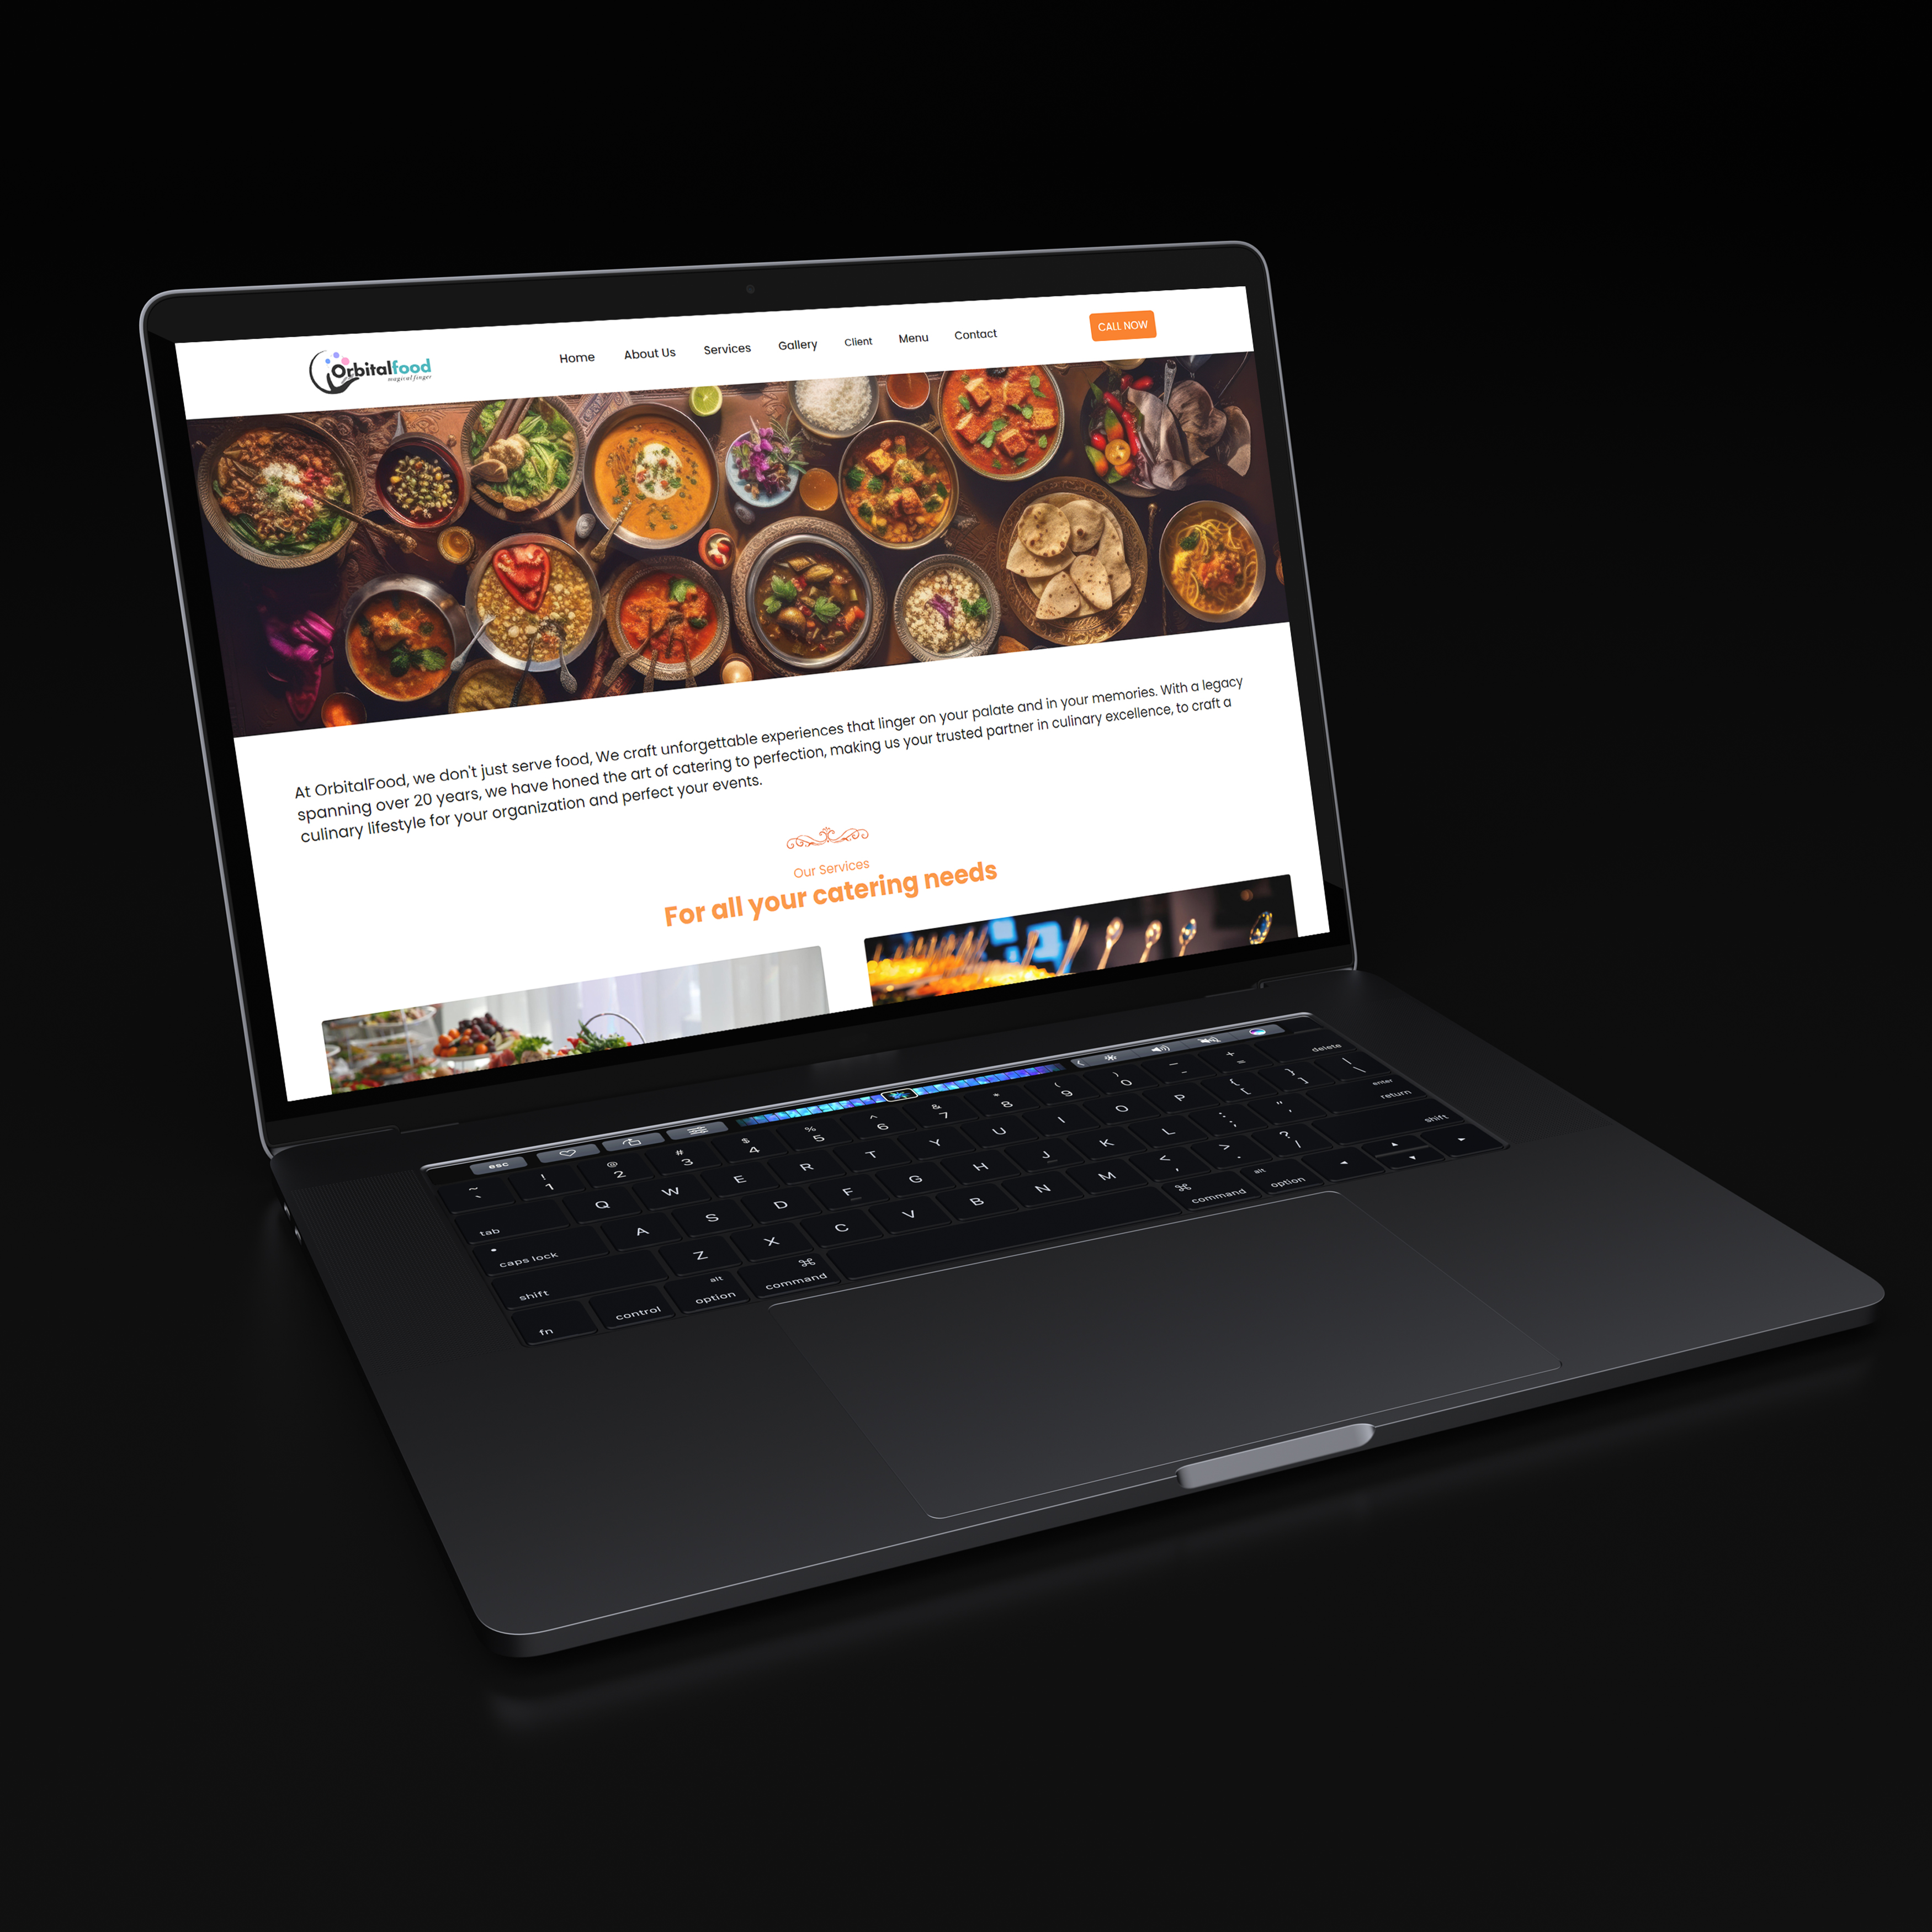 Orbitalfood
magical finger
Home About Us Services Gallery Client Menu Contact
CALL NOW
At OrbitalFood, we don't just serve food, We craft unforgettable experiences that linger on your palate and in your memories. With a legacy
spanning over 20 years, we have honed the art of catering to perfection, making us your trusted partner in culinary excellence, to craft a
culinary lifestyle for your organization and perfect your events.
Our Services
For all your catering needs
esc
~ ` ! 1 @ 2 # 3 $ 4 % 5 ^ 6 & 7 * 8 ( 9 ) 0 _ - + = delete
tab Q W E R T Y U I O P { [ } ] | \
caps lock A S D F G H J K L : ; " ' enter return
shift Z X C V B N M < , > . ? / shift
fn control alt option ⌘ command ⌘ command alt option